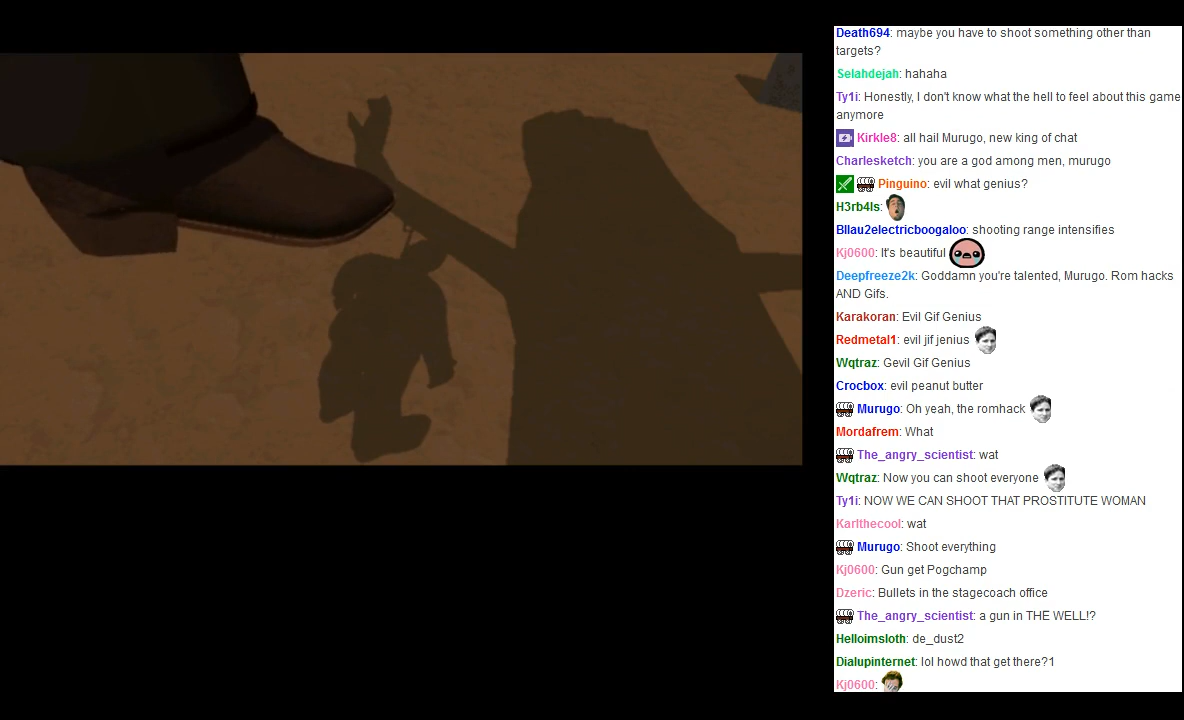 Death694: maybe you have to shoot something other than
targets?
Selahdejah: hahaha
Ty1i: Honestly, I don't know what the hell to feel about this game
anymore
Kirkle8: all hail Murugo, new king of chat
Charlesketch: you are a god among men, murugo
Pinguino: evil what genius?
H3rb4ls:
Bllau2electricboogaloo: shooting range intensifies
Kj0600: It's beautiful
Deepfreeze2k: Goddamn you're talented, Murugo. Rom hacks
AND Gifs.
Karakoran: Evil Gif Genius
Redmetal1: evil jif jenius
Wqtraz: Gevil Gif Genius
Crocbox: evil peanut butter
Murugo: Oh yeah, the romhack
Mordafrem: What
The_angry_scientist: wat
Wqtraz: Now you can shoot everyone
Ty1i: NOW WE CAN SHOOT THAT PROSTITUTE WOMAN
Karlthecool: wat
Murugo: Shoot everything
Kj0600: Gun get Pogchamp
Dzeric: Bullets in the stagecoach office
The_angry_scientist: a gun in THE WELL!?
Helloimsloth: de_dust2
Dialupinternet: lol howd that get there?1
Kj0600: